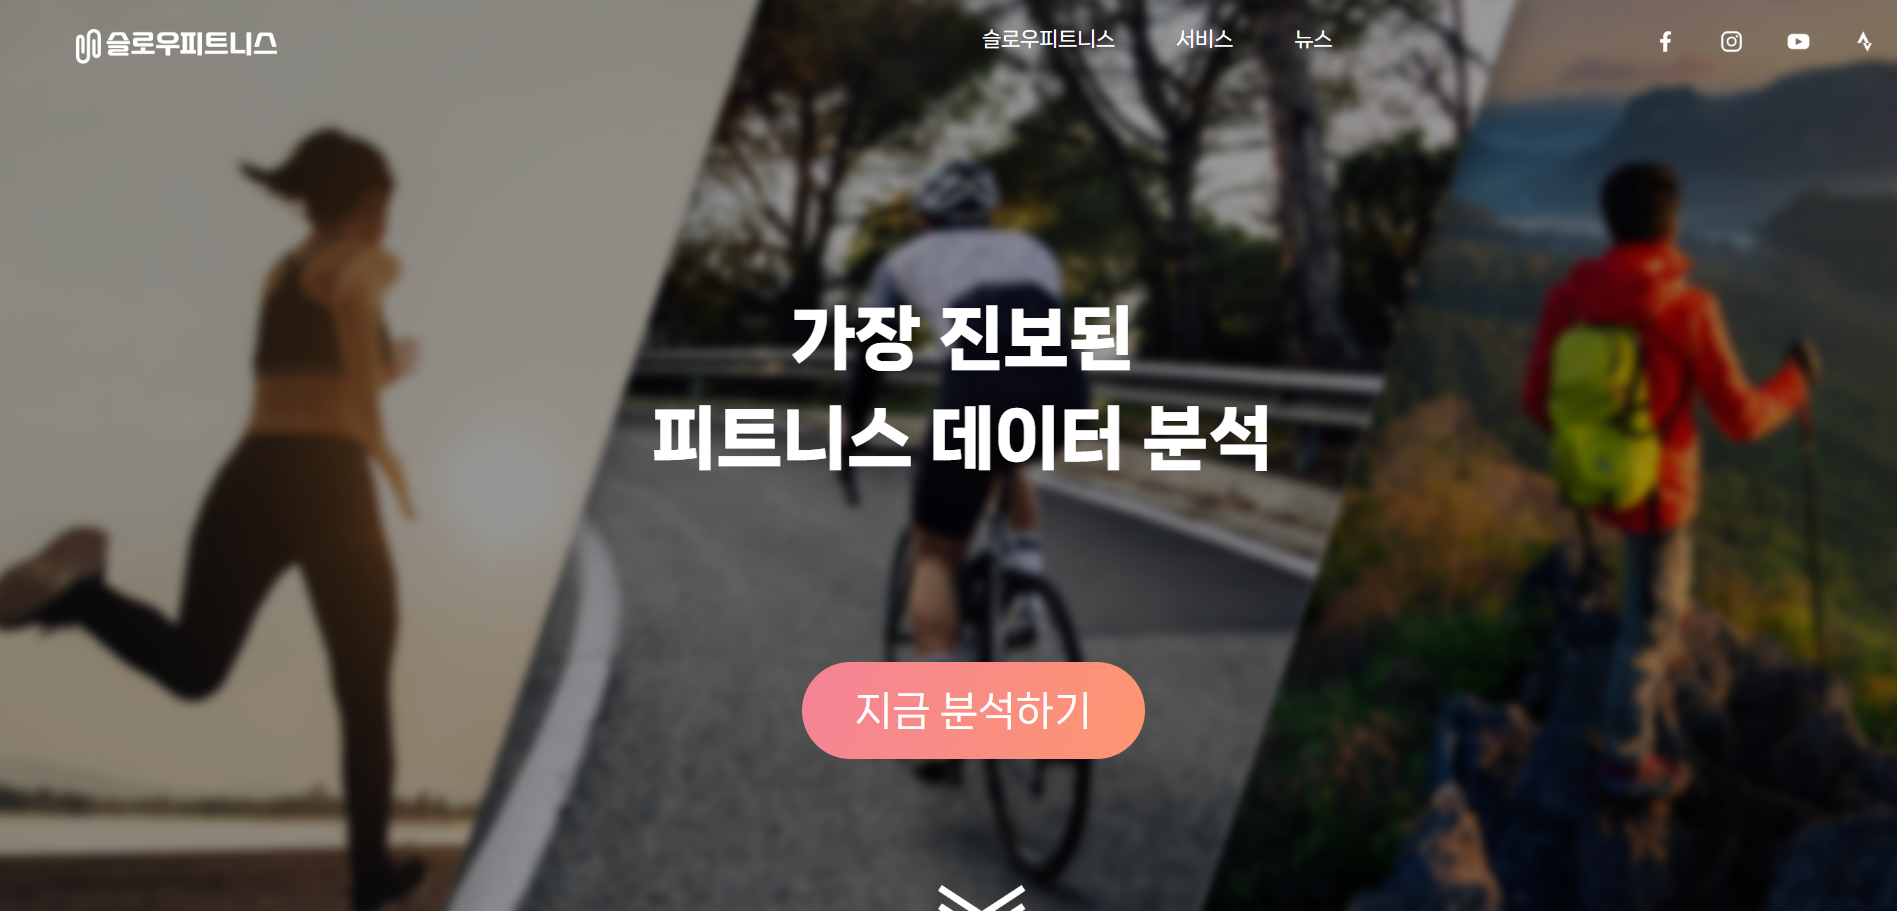 슬로우피트니스
슬로우피트니스 서비스 뉴스
가장 진보된
피트니스 데이터 분석
지금 분석하기